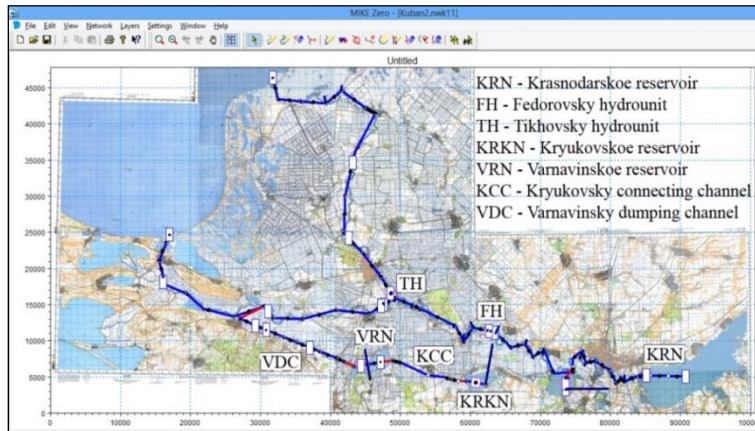 MIKE Zero - [Kuban2.nwk11]
File Edit View Network Layers Settings Window Help
Untitled
KRN - Krasnodarskoe reservoir
FH - Fedorovsky hydrounit
TH - Tikhovsky hydrounit
KRKN - Kryukovskoe reservoir
VRN - Varnavinskoe reservoir
KCC - Kryukovsky connecting channel
VDC - Varnavinsky dumping channel
45000
40000
35000
30000
25000
20000
15000
10000
5000
0
TH
FH
VRN
KRN
VDC
KCC
KRKN
0 10000 20000 30000 40000 50000 60000 70000 80000 90000